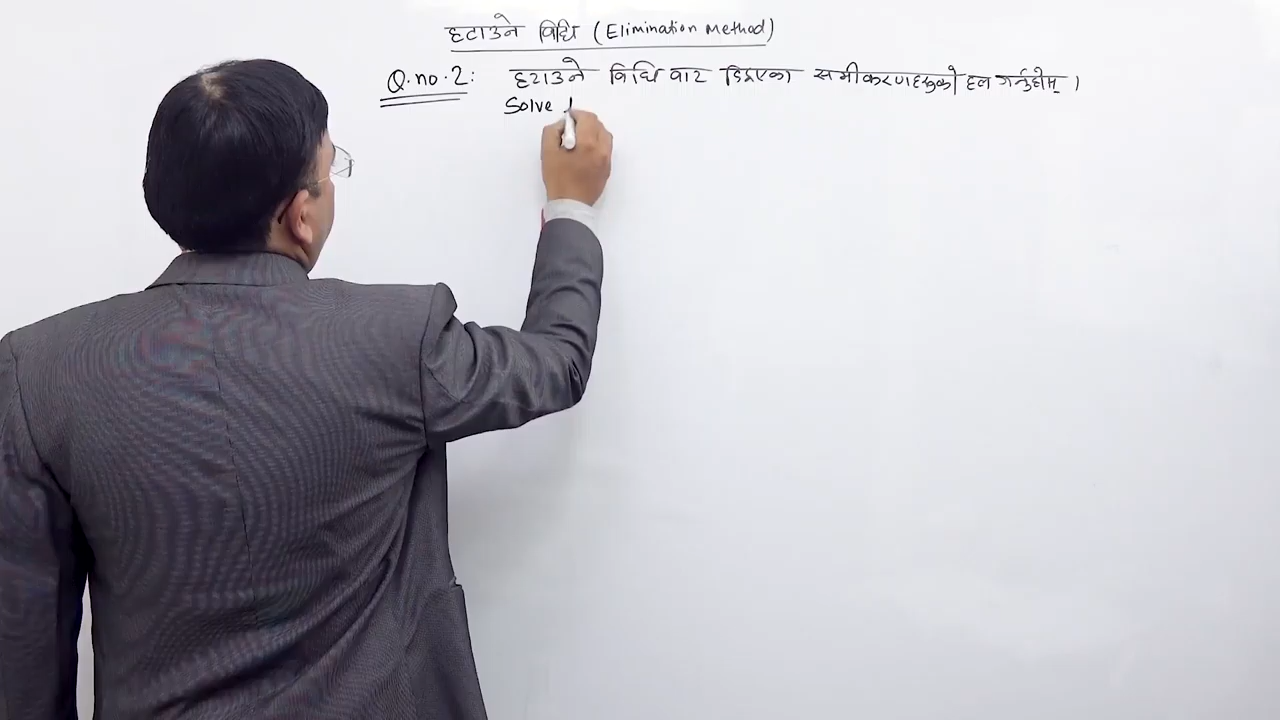 हटाउने विधि (Elimination Method)
Q.no.2: हटाउने विधि बाट दिइएका समीकरणहरुको हल गर्नुहोस् ।
Solve